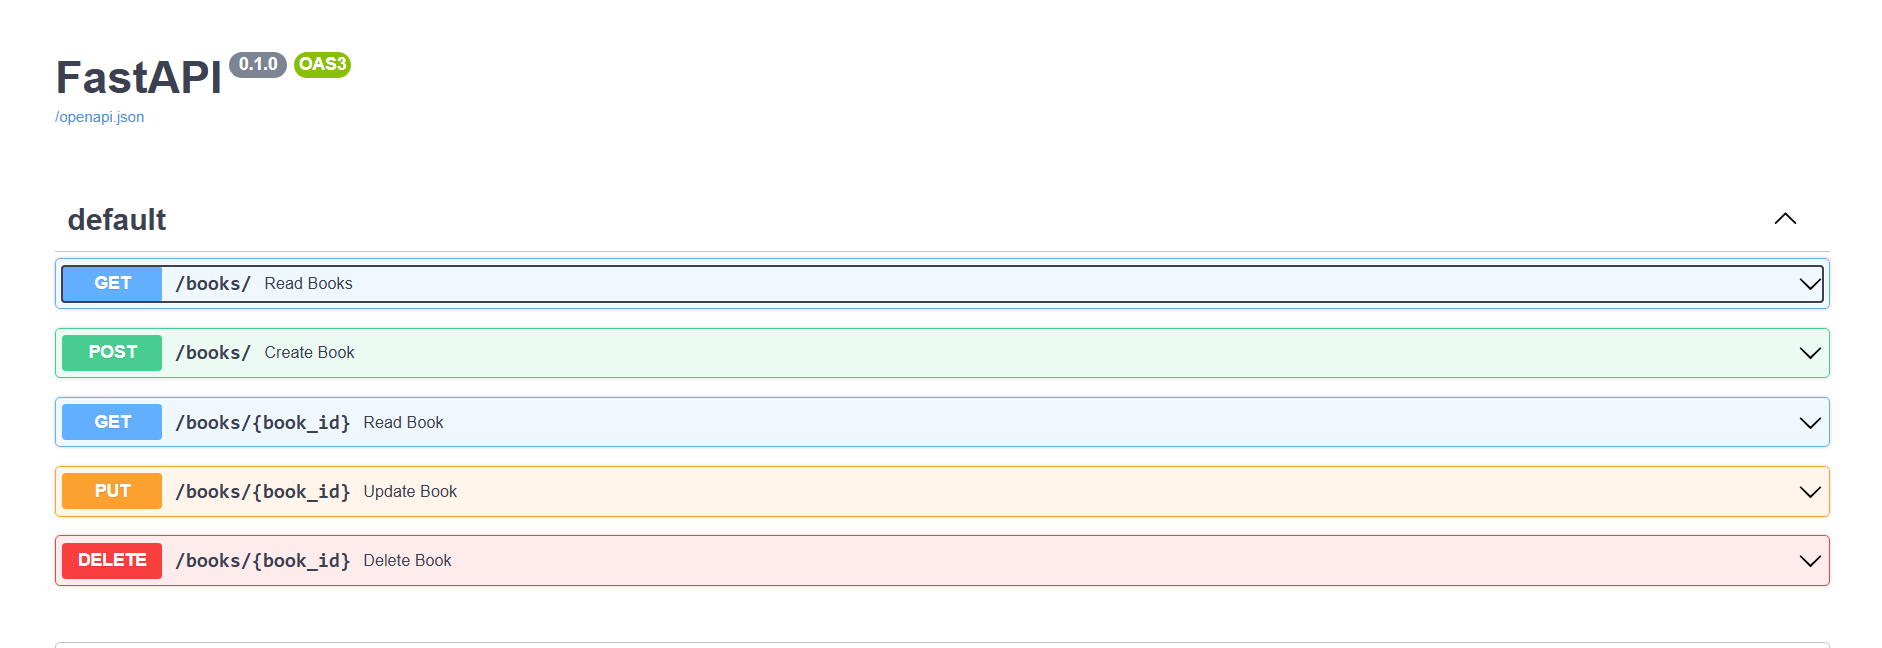 FastAPI 0.1.0 OAS3
/openapi.json
default
GET /books/ Read Books
POST /books/ Create Book
GET /books/{book_id} Read Book
PUT /books/{book_id} Update Book
DELETE /books/{book_id} Delete Book